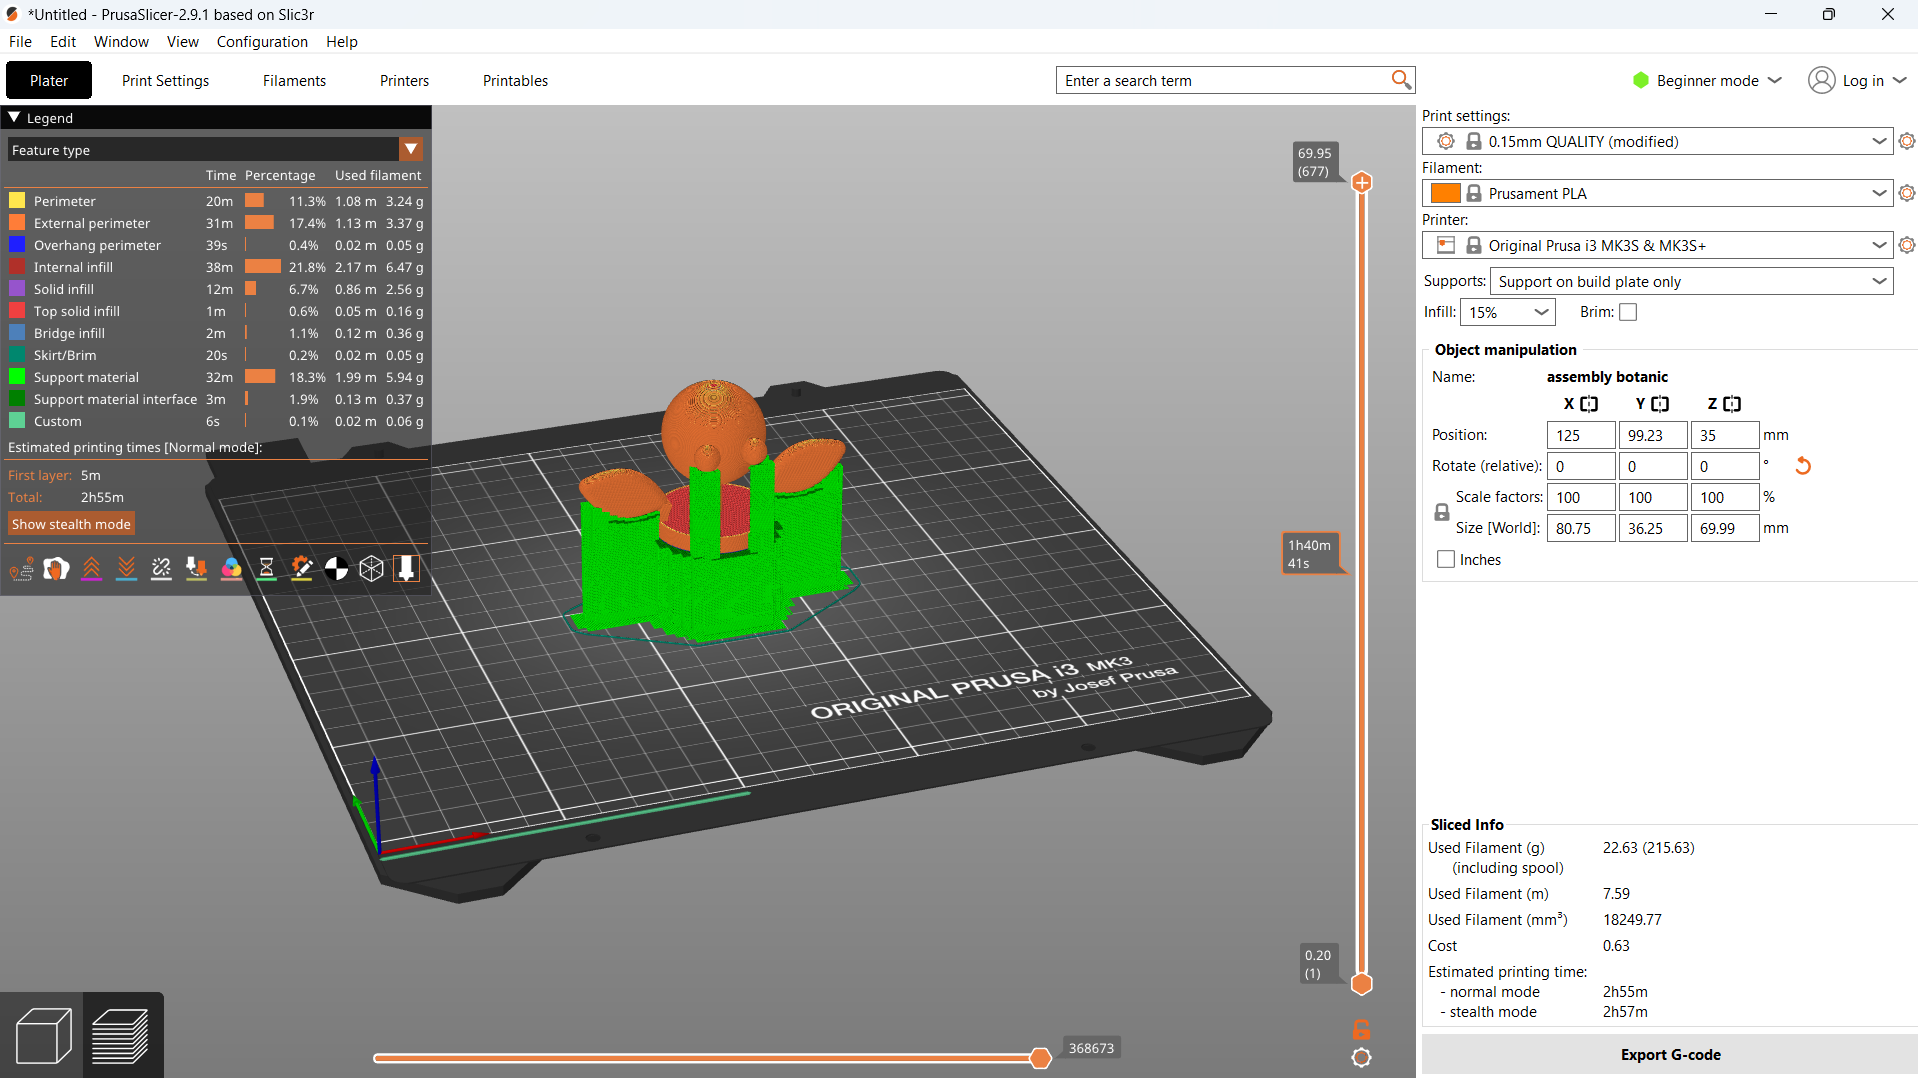 *Untitled - PrusaSlicer-2.9.1 based on Slic3r
File Edit Window View Configuration Help
Plater Print Settings Filaments Printers Printables
Enter a search term
Beginner mode Log in
Legend
Feature type
Time Percentage Used filament
Perimeter 20m 11.3% 1.08 m 3.24 g
External perimeter 31m 17.4% 1.13 m 3.37 g
Overhang perimeter 39s 0.4% 0.02 m 0.05 g
Internal infill 38m 21.8% 2.17 m 6.47 g
Solid infill 12m 6.7% 0.86 m 2.56 g
Top solid infill 1m 0.6% 0.05 m 0.16 g
Bridge infill 2m 1.1% 0.12 m 0.36 g
Skirt/Brim 20s 0.2% 0.02 m 0.05 g
Support material 32m 18.3% 1.99 m 5.94 g
Support material interface 3m 1.9% 0.13 m 0.37 g
Custom 6s 0.1% 0.02 m 0.06 g
Estimated printing times [Normal mode]:
First layer: 5m
Total: 2h55m
Show stealth mode
69.95
(677)
1h40m
41s
0.20
(1)
368673
ORIGINAL PRUSA i3 MK3
by Josef Prusa
Print settings:
0.15mm QUALITY (modified)
Filament:
Prusament PLA
Printer:
Original Prusa i3 MK3S & MK3S+
Supports: Support on build plate only
Infill: 15% Brim:
Object manipulation
Name: assembly botanic
X Y Z
Position: 125 99.23 35 mm
Rotate (relative): 0 0 0 °
Scale factors: 100 100 100 %
Size [World]: 80.75 36.25 69.99 mm
Inches
Sliced Info
Used Filament (g) 22.63 (215.63)
(including spool)
Used Filament (m) 7.59
Used Filament (mm³) 18249.77
Cost 0.63
Estimated printing time:
- normal mode 2h55m
- stealth mode 2h57m
Export G-code